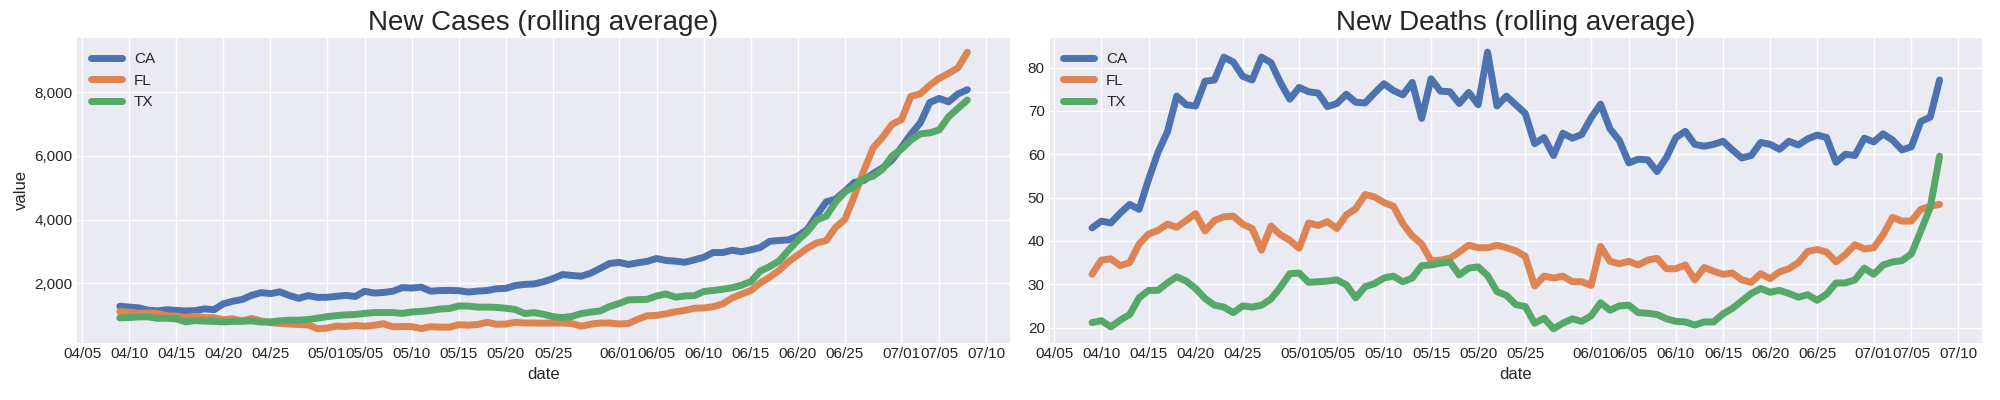 New Cases (rolling average)
CA
FL
TX
value
8,000
6,000
4,000
2,000
04/05 04/10 04/15 04/20 04/25 05/01 05/05 05/10 05/15 05/20 05/25 06/01 06/05 06/10 06/15 06/20 06/25 07/01 07/05 07/10
date
New Deaths (rolling average)
CA
FL
TX
80
70
60
50
40
30
20
04/05 04/10 04/15 04/20 04/25 05/01 05/05 05/10 05/15 05/20 05/25 06/01 06/05 06/10 06/15 06/20 06/25 07/01 07/05 07/10
date